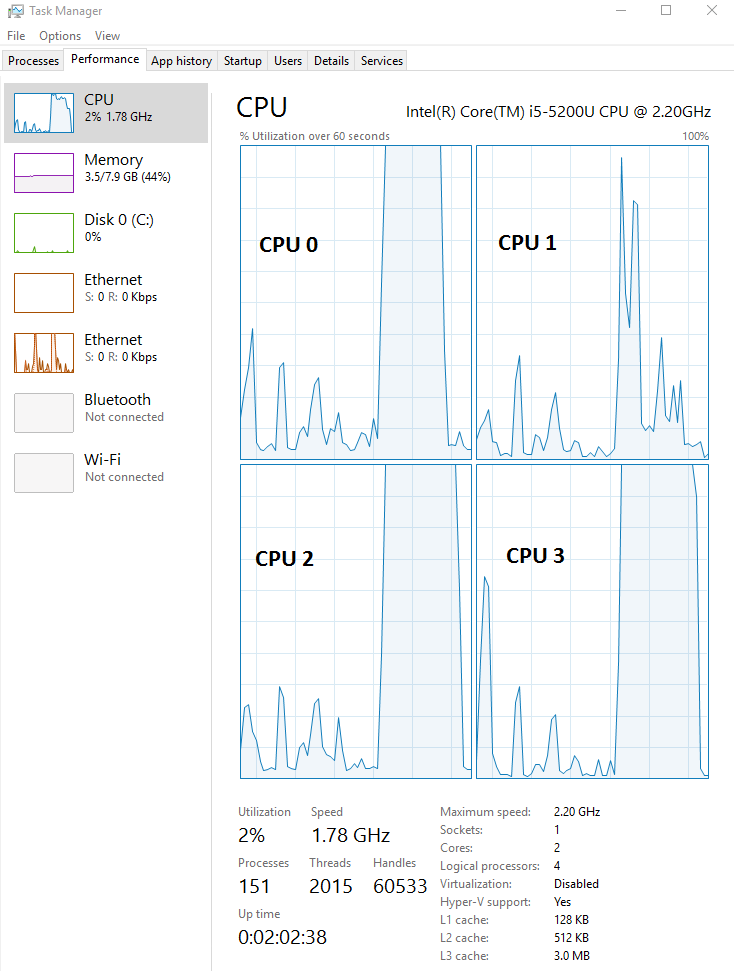 Task Manager
File Options View
Processes Performance App history Startup Users Details Services
CPU
2% 1.78 GHz
Memory
3.5/7.9 GB (44%)
Disk 0 (C:)
0%
Ethernet
S: 0 R: 0 Kbps
Ethernet
S: 0 R: 0 Kbps
Bluetooth
Not connected
Wi-Fi
Not connected
CPU Intel(R) Core(TM) i5-5200U CPU @ 2.20GHz
% Utilization over 60 seconds 100%
CPU 0 CPU 1
CPU 2 CPU 3
Utilization Speed
2% 1.78 GHz
Processes Threads Handles
151 2015 60533
Up time
0:02:02:38
Maximum speed: 2.20 GHz
Sockets: 1
Cores: 2
Logical processors: 4
Virtualization: Disabled
Hyper-V support: Yes
L1 cache: 128 KB
L2 cache: 512 KB
L3 cache: 3.0 MB